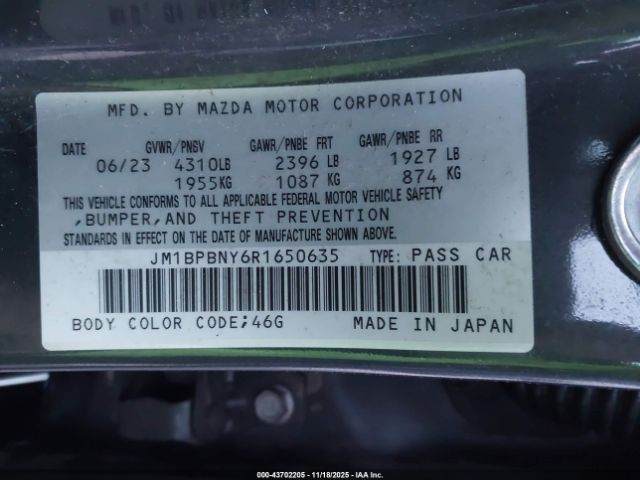 MFD. BY MAZDA MOTOR CORPORATION
DATE GVWR/PNBV GAWR/PNBE FRT GAWR/PNBE RR
06/23 4310LB 2396 LB 1927 LB
1955KG 1087 KG 874 KG
THIS VEHICLE CONFORMS TO ALL APPLICABLE FEDERAL MOTOR VEHICLE SAFETY
,BUMPER,AND THEFT PREVENTION
STANDARDS IN EFFECT ON THE DATE OF MANUFACTURE SHOWN ABOVE.
JM1BPBNY6R1650635 TYPE: PASS CAR
BODY COLOR CODE;46G MADE IN JAPAN
000-43702205 - 11/18/2025 - IAAI, Inc.